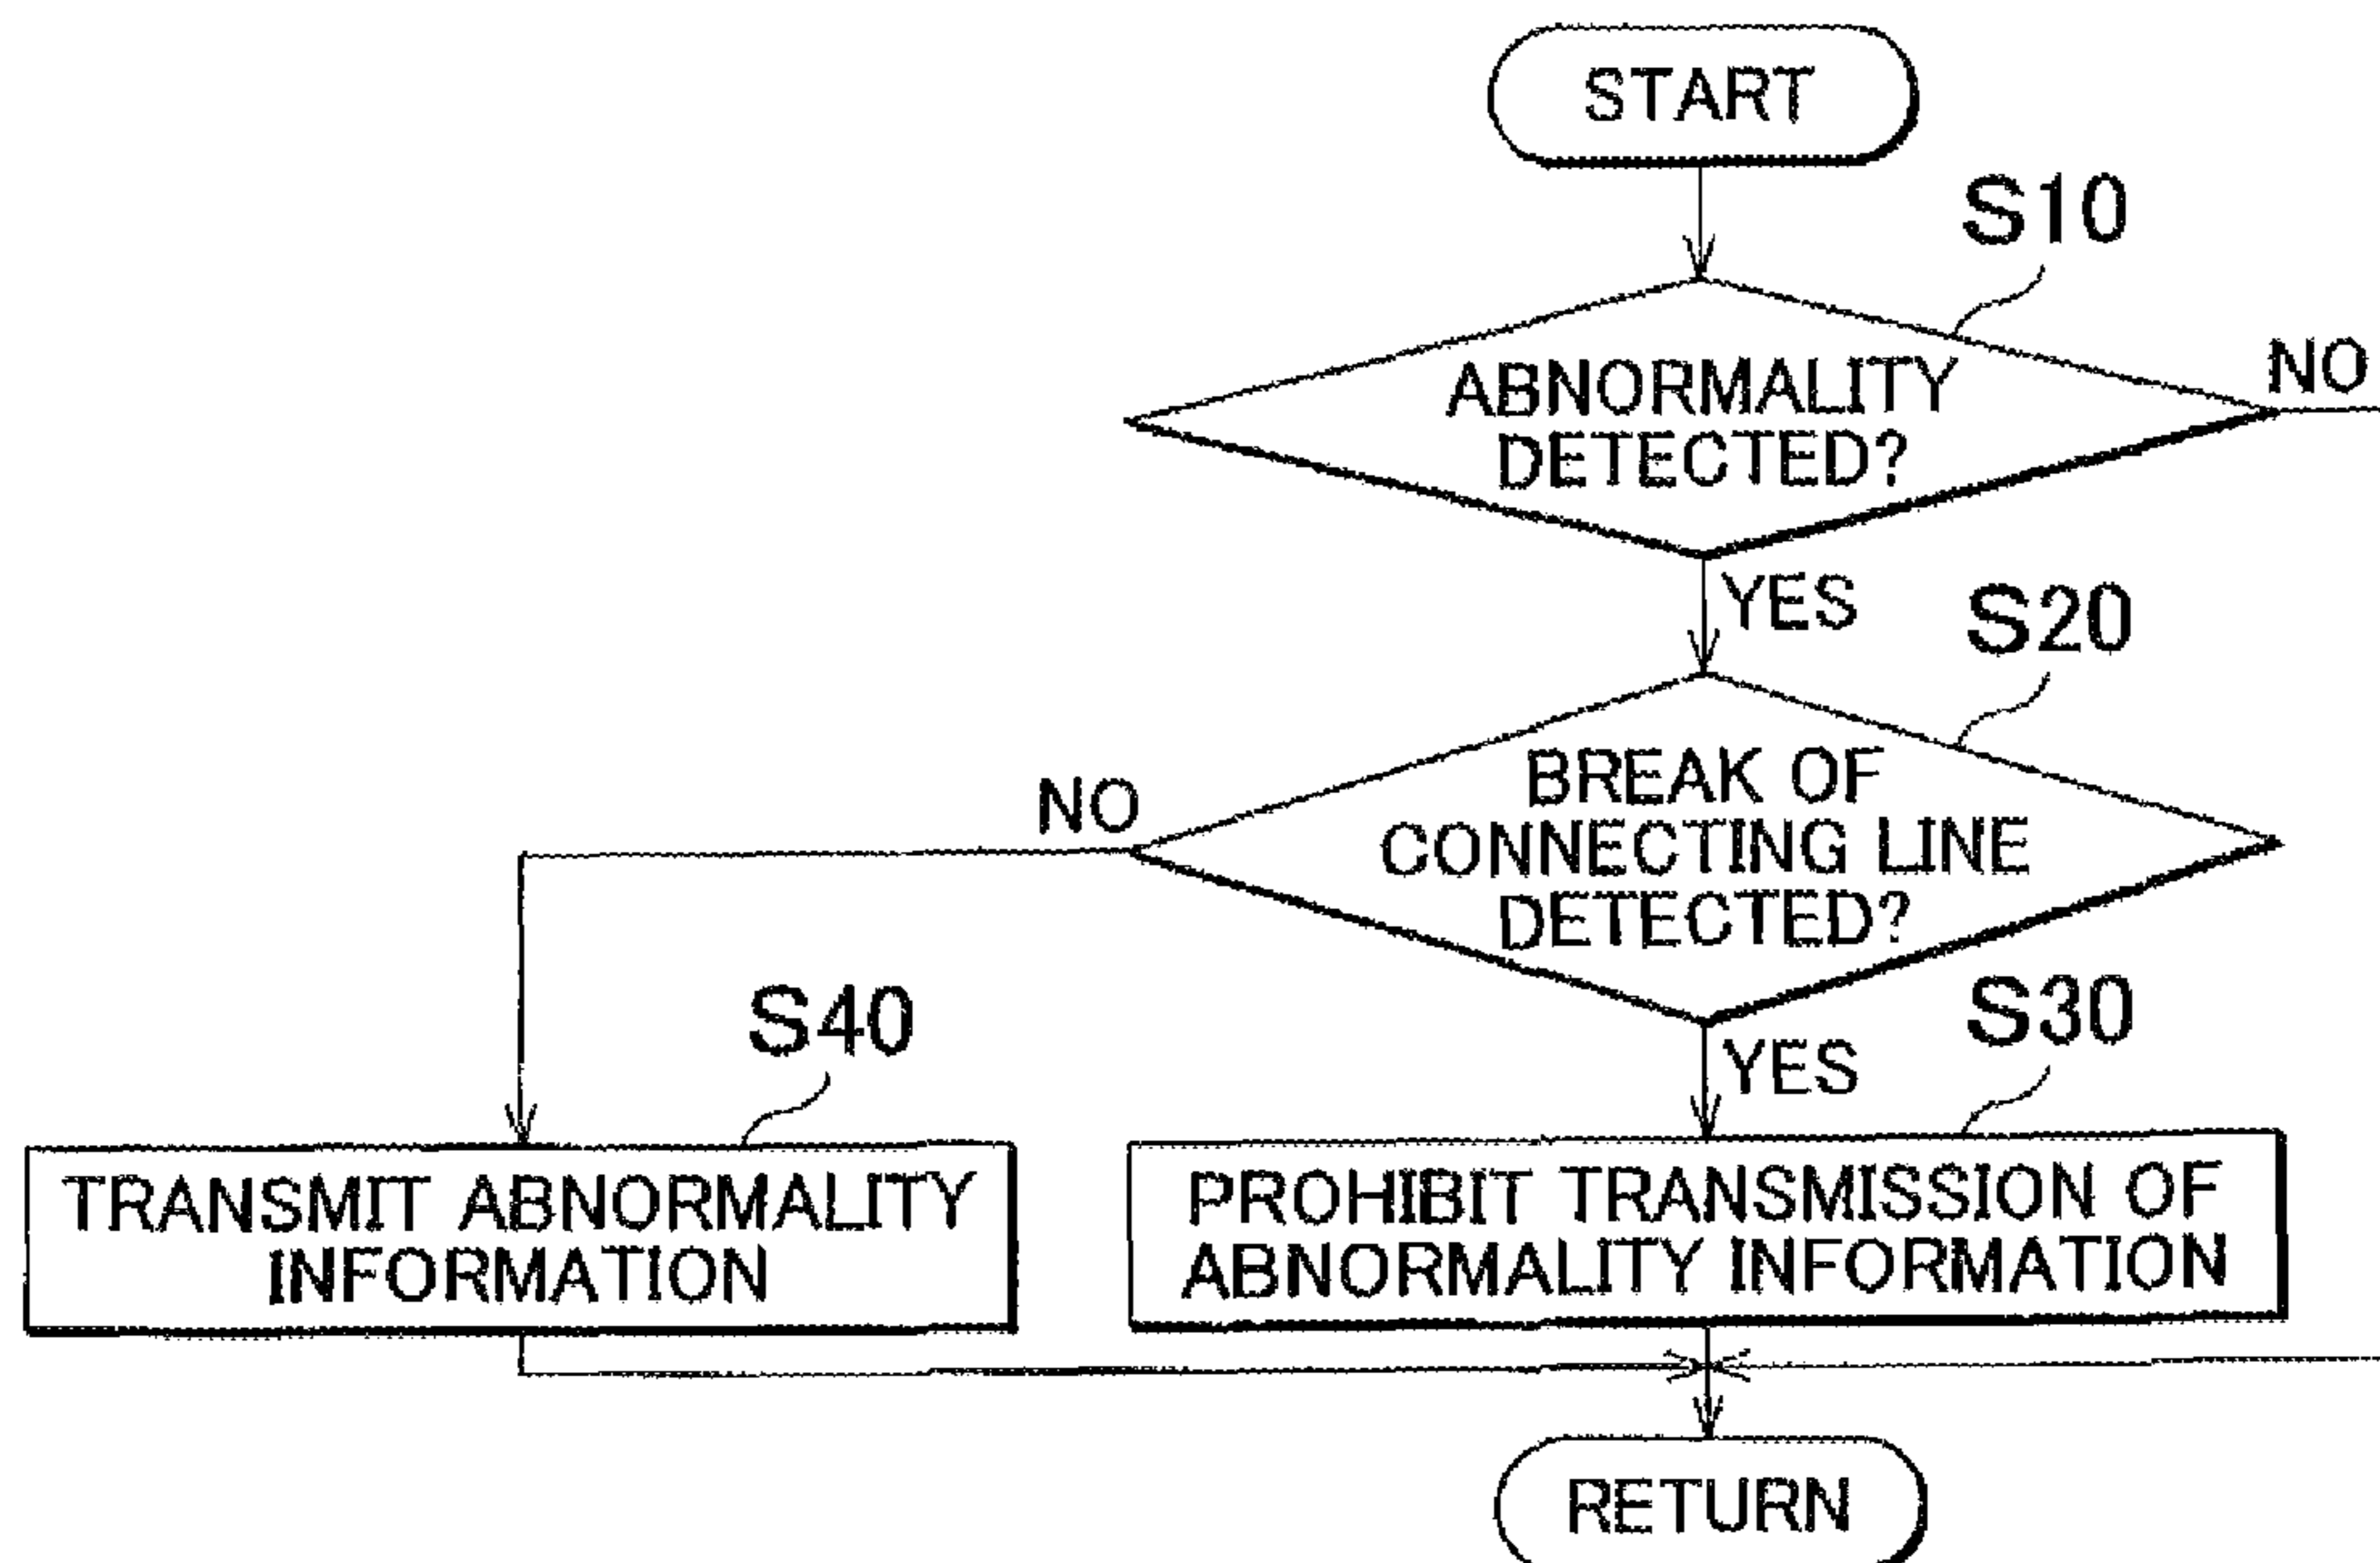 START
S10
ABNORMALITY
DETECTED?
NO
YES
S20
BREAK OF
CONNECTING LINE
DETECTED?
NO
YES
S40
S30
TRANSMIT ABNORMALITY
INFORMATION
PROHIBIT TRANSMISSION OF
ABNORMALITY INFORMATION
RETURN